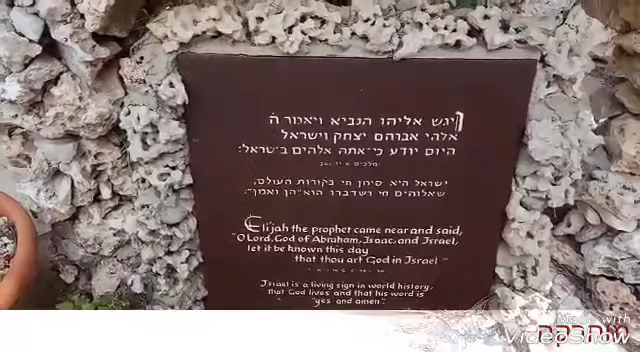 ויגש אליהו הנביא ויאמר ה׳
אלהי אברהם יצחק וישראל
היום יודע כי־אתה אלהים בישראל:
ישראל היא סימן חי בקורות העולם,
שאלוהים חי ושדברו הוא "הן ואמן".
Elijah the prophet came near and said,
"O Lord, God of Abraham, Isaac, and Israel,
let it be known this day
that thou art God in Israel"
Israel is a living sign in world history,
that God lives and that his word is
"yes and amen"
Made with
VideoShow